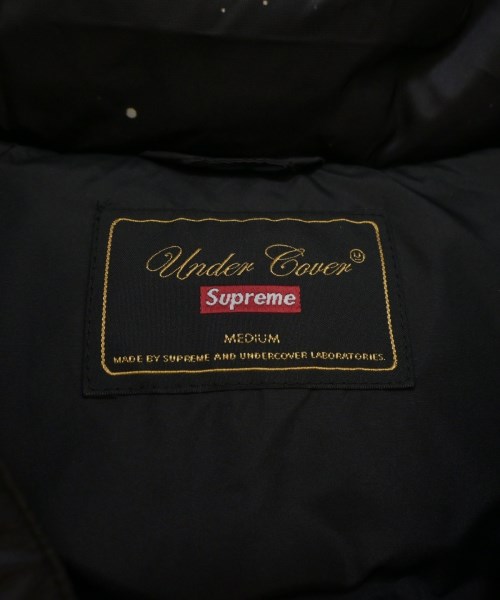 Under Cover
Supreme
MEDIUM
MADE BY SUPREME AND UNDERCOVER LABORATORIES.